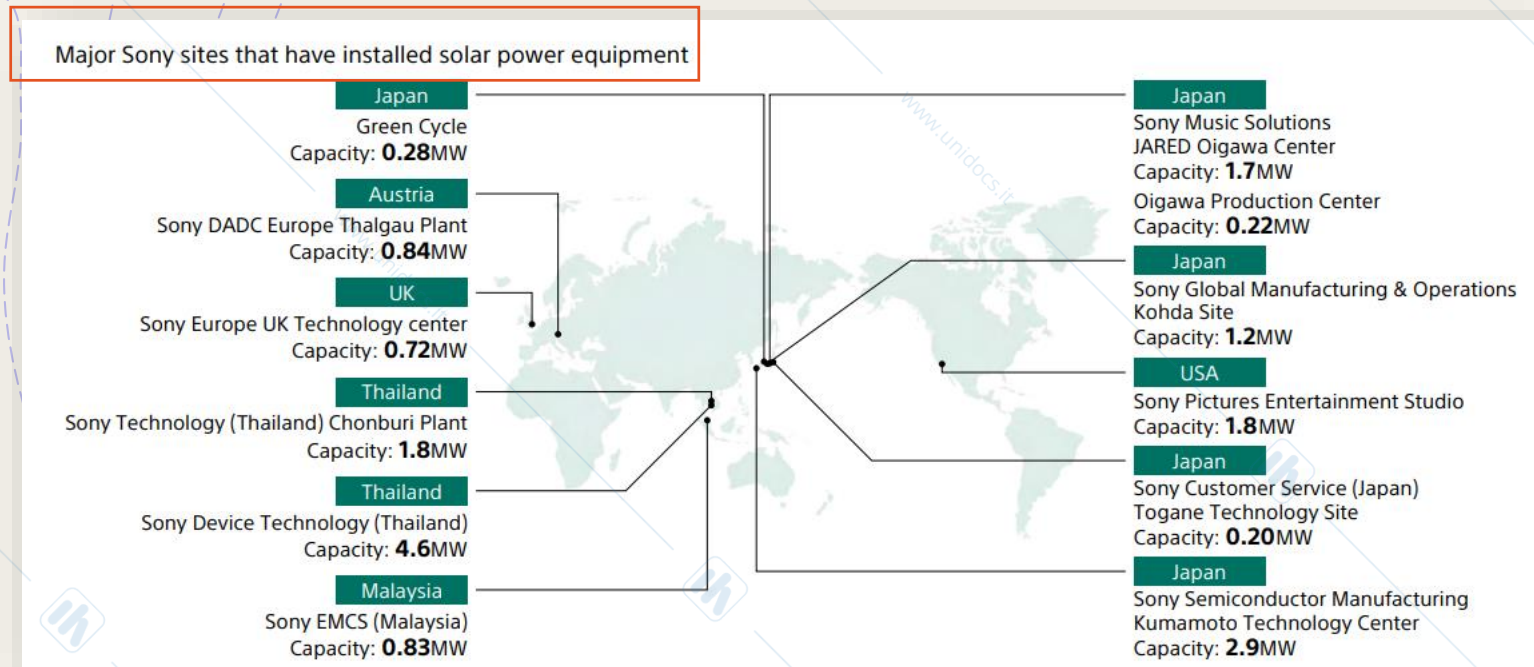 Major Sony sites that have installed solar power equipment
Japan
Green Cycle
Capacity: 0.28MW
Austria
Sony DADC Europe Thalgau Plant
Capacity: 0.84MW
UK
Sony Europe UK Technology center
Capacity: 0.72MW
Thailand
Sony Technology (Thailand) Chonburi Plant
Capacity: 1.8MW
Thailand
Sony Device Technology (Thailand)
Capacity: 4.6MW
Malaysia
Sony EMCS (Malaysia)
Capacity: 0.83MW
Japan
Sony Music Solutions
JARED Oigawa Center
Capacity: 1.7MW
Oigawa Production Center
Capacity: 0.22MW
Japan
Sony Global Manufacturing & Operations
Kohda Site
Capacity: 1.2MW
USA
Sony Pictures Entertainment Studio
Capacity: 1.8MW
Japan
Sony Customer Service (Japan)
Togane Technology Site
Capacity: 0.20MW
Japan
Sony Semiconductor Manufacturing
Kumamoto Technology Center
Capacity: 2.9MW
www.unidocs.it